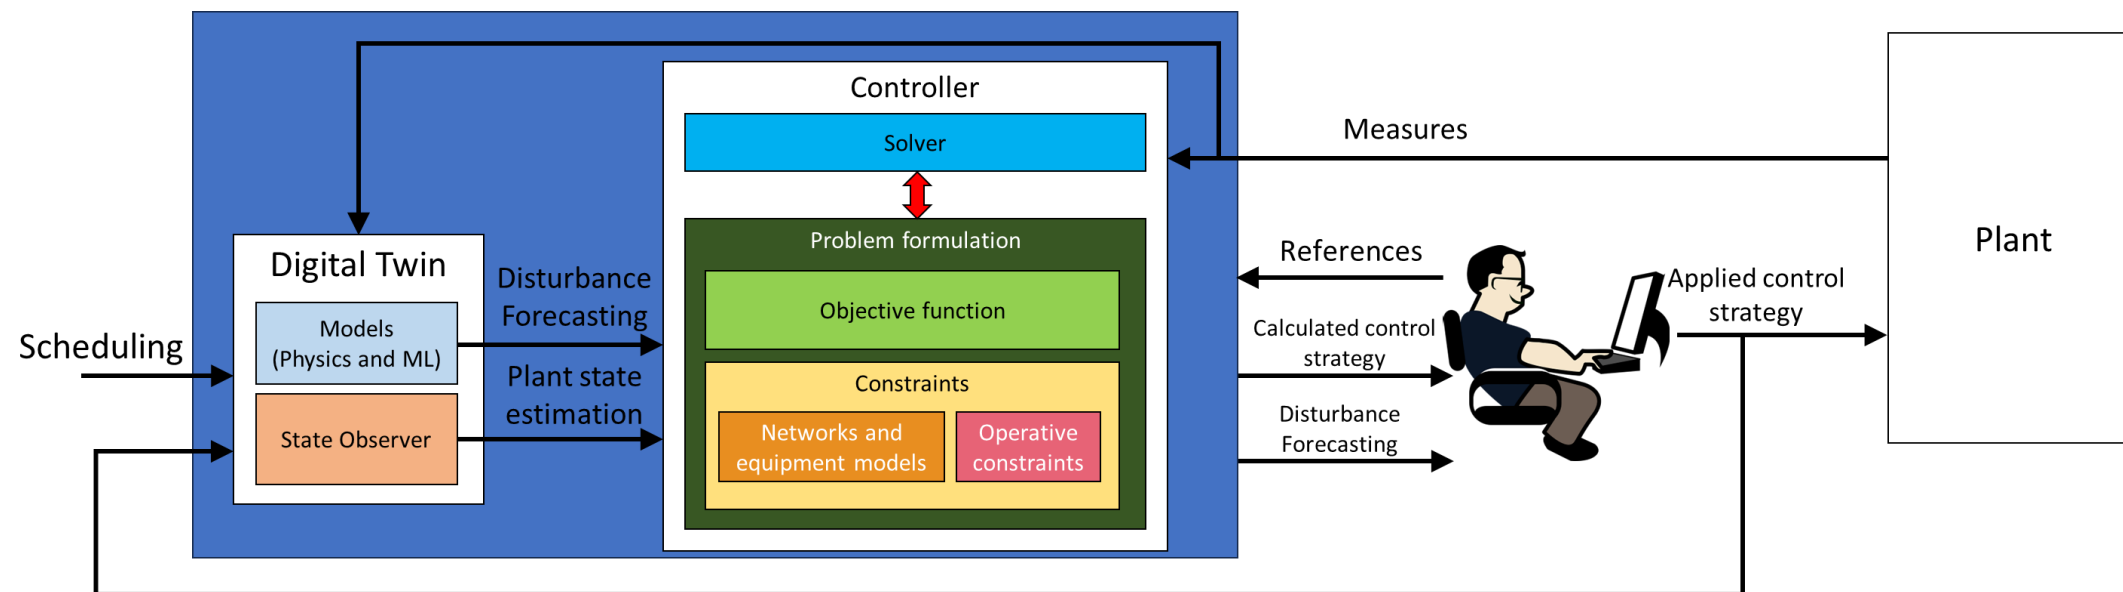 Controller
Solver
Measures
Problem formulation
References
Plant
Digital Twin
Disturbance
Forecasting
Applied control
strategy
Objective function
Models
(Physics and ML)
Scheduling
Calculated control
strategy
Plant state
estimation
Constraints
State Observer
Networks and
equipment models
Operative
constraints
Disturbance
Forecasting